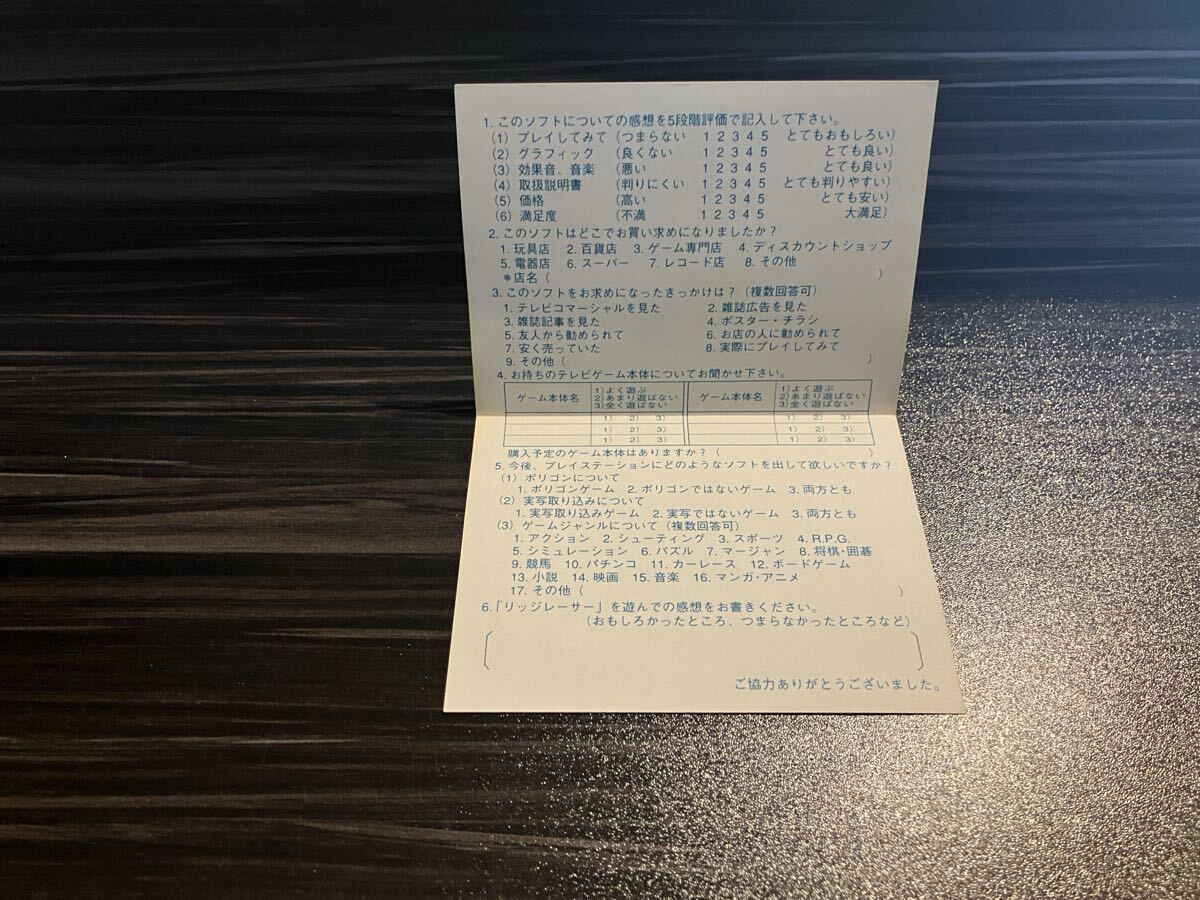 1. このソフトについての感想を5段階評価で記入して下さい。
(1) プレイしてみて (つまらない 1 2 3 4 5 とてもおもしろい)
(2) グラフィック (良くない 1 2 3 4 5 とても良い)
(3) 効果音、音楽 (悪い 1 2 3 4 5 とても良い)
(4) 取扱説明書 (判りにくい 1 2 3 4 5 とても判りやすい)
(5) 価格 (高い 1 2 3 4 5 とても安い)
(6) 満足度 (不満 1 2 3 4 5 大満足)
2. このソフトはどこでお買い求めになりましたか?
1. 玩具店 2. 百貨店 3. ゲーム専門店 4. ディスカウントショップ
5. 電器店 6. スーパー 7. レコード店 8. その他
*店名 ( )
3. このソフトをお求めになったきっかけは? (複数回答可)
1. テレビコマーシャルを見た 2. 雑誌広告を見た
3. 雑誌記事を見た 4. ポスター・チラシ
5. 友人から勧められて 6. お店の人に勧められて
7. 安く売っていた 8. 実際にプレイしてみて
9. その他 ( )
4. お持ちのテレビゲーム本体についてお聞かせ下さい。
ゲーム本体名 1)よく遊ぶ 2)あまり遊ばない 3)全く遊ばない ゲーム本体名 1)よく遊ぶ 2)あまり遊ばない 3)全く遊ばない
1) 2) 3) 1) 2) 3)
1) 2) 3) 1) 2) 3)
1) 2) 3) 1) 2) 3)
購入予定のゲーム本体はありますか? ( )
5. 今後、プレイステーションにどのようなソフトを出して欲しいですか?
(1) ポリゴンについて
1. ポリゴンゲーム 2. ポリゴンではないゲーム 3. 両方とも
(2) 実写取り込みについて
1. 実写取り込みゲーム 2. 実写ではないゲーム 3. 両方とも
(3) ゲームジャンルについて (複数回答可)
1. アクション 2. シューティング 3. スポーツ 4. R.P.G.
5. シミュレーション 6. パズル 7. マージャン 8. 将棋・囲碁
9. 競馬 10. パチンコ 11. カーレース 12. ボードゲーム
13. 小説 14. 映画 15. 音楽 16. マンガ・アニメ
17. その他 ( )
6. 「リッジレーサー」を遊んでの感想をお書きください。
(おもしろかったところ、つまらなかったところなど)
ご協力ありがとうございました。